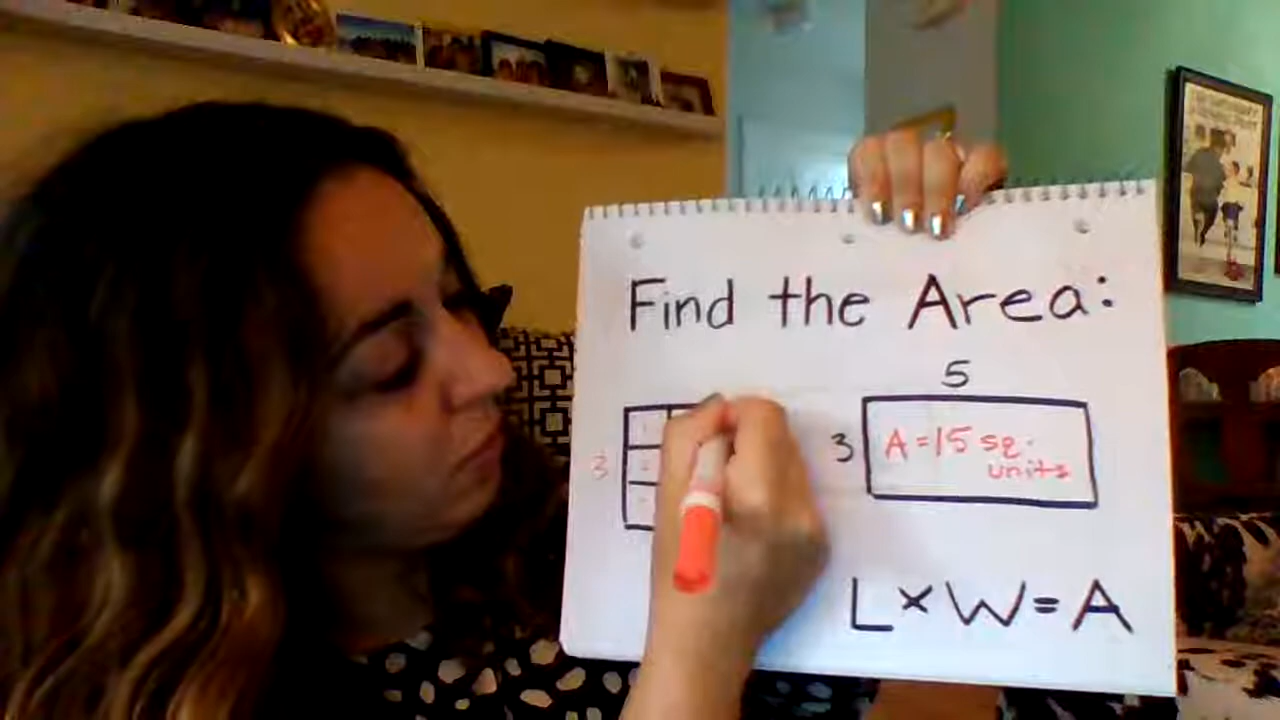 Find the Area:
3
5
3
A = 15 sq.
units
L × W = A